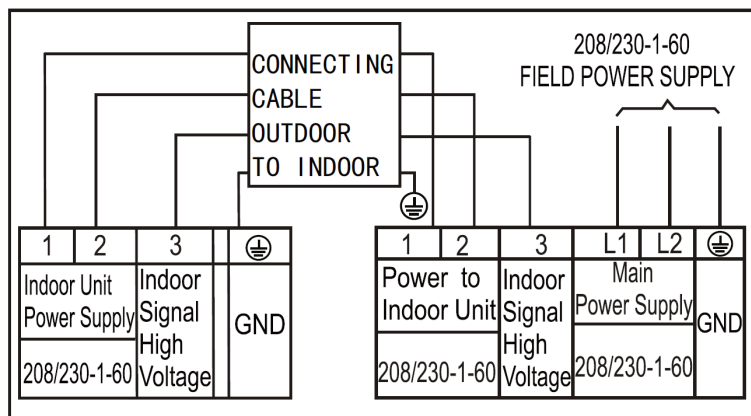 CONNECTING
CABLE
OUTDOOR
TO INDOOR
208/230-1-60
FIELD POWER SUPPLY
1 2 3
Indoor Unit
Power Supply
208/230-1-60
Indoor
Signal
High
Voltage
GND
1 2 3 L1 L2
Power to
Indoor Unit
208/230-1-60
Indoor
Signal
High
Voltage
Main
Power Supply
208/230-1-60
GND